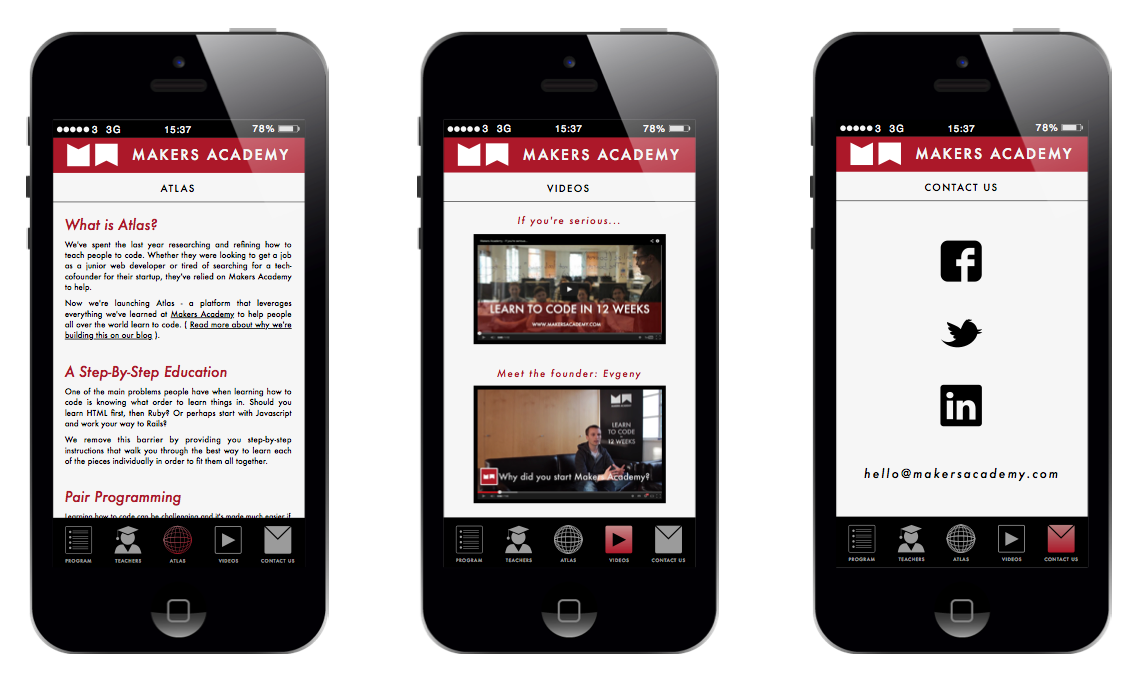 ●●●●● 3 3G 15:37 78%
MAKERS ACADEMY
ATLAS
What is Atlas?
We've spent the last year researching and refining how to
teach people to code. Whether they were looking to get a job
as a junior web developer or tired of searching for a tech-
cofounder for their startup, they've relied on Makers Academy
to help.
Now we're launching Atlas - a platform that leverages
everything we've learned at Makers Academy to help people
all over the world learn to code. ( Read more about why we're
building this on our blog ).
A Step-By-Step Education
One of the main problems people have when learning how to
code is knowing what order to learn things in. Should you
learn HTML first, then Ruby? Or perhaps start with Javascript
and work your way to Rails?
We remove this barrier by providing you step-by-step
instructions that walk you through the best way to learn each
of the pieces individually in order to fit them all together.
Pair Programming
Learning how to code can be challenging and it's made much easier if
PROGRAM TEACHERS ATLAS VIDEOS CONTACT US
●●●●● 3 3G 15:37 78%
MAKERS ACADEMY
VIDEOS
If you're serious...
LEARN TO CODE IN 12 WEEKS
WWW.MAKERSACADEMY.COM
Meet the founder: Evgeny
MAKERS ACADEMY
LEARN
TO CODE
IN
12 WEEKS
Why did you start Makers Academy?
PROGRAM TEACHERS ATLAS VIDEOS CONTACT US
●●●●● 3 3G 15:37 78%
MAKERS ACADEMY
CONTACT US
f
in
hello@makersacademy.com
PROGRAM TEACHERS ATLAS VIDEOS CONTACT US